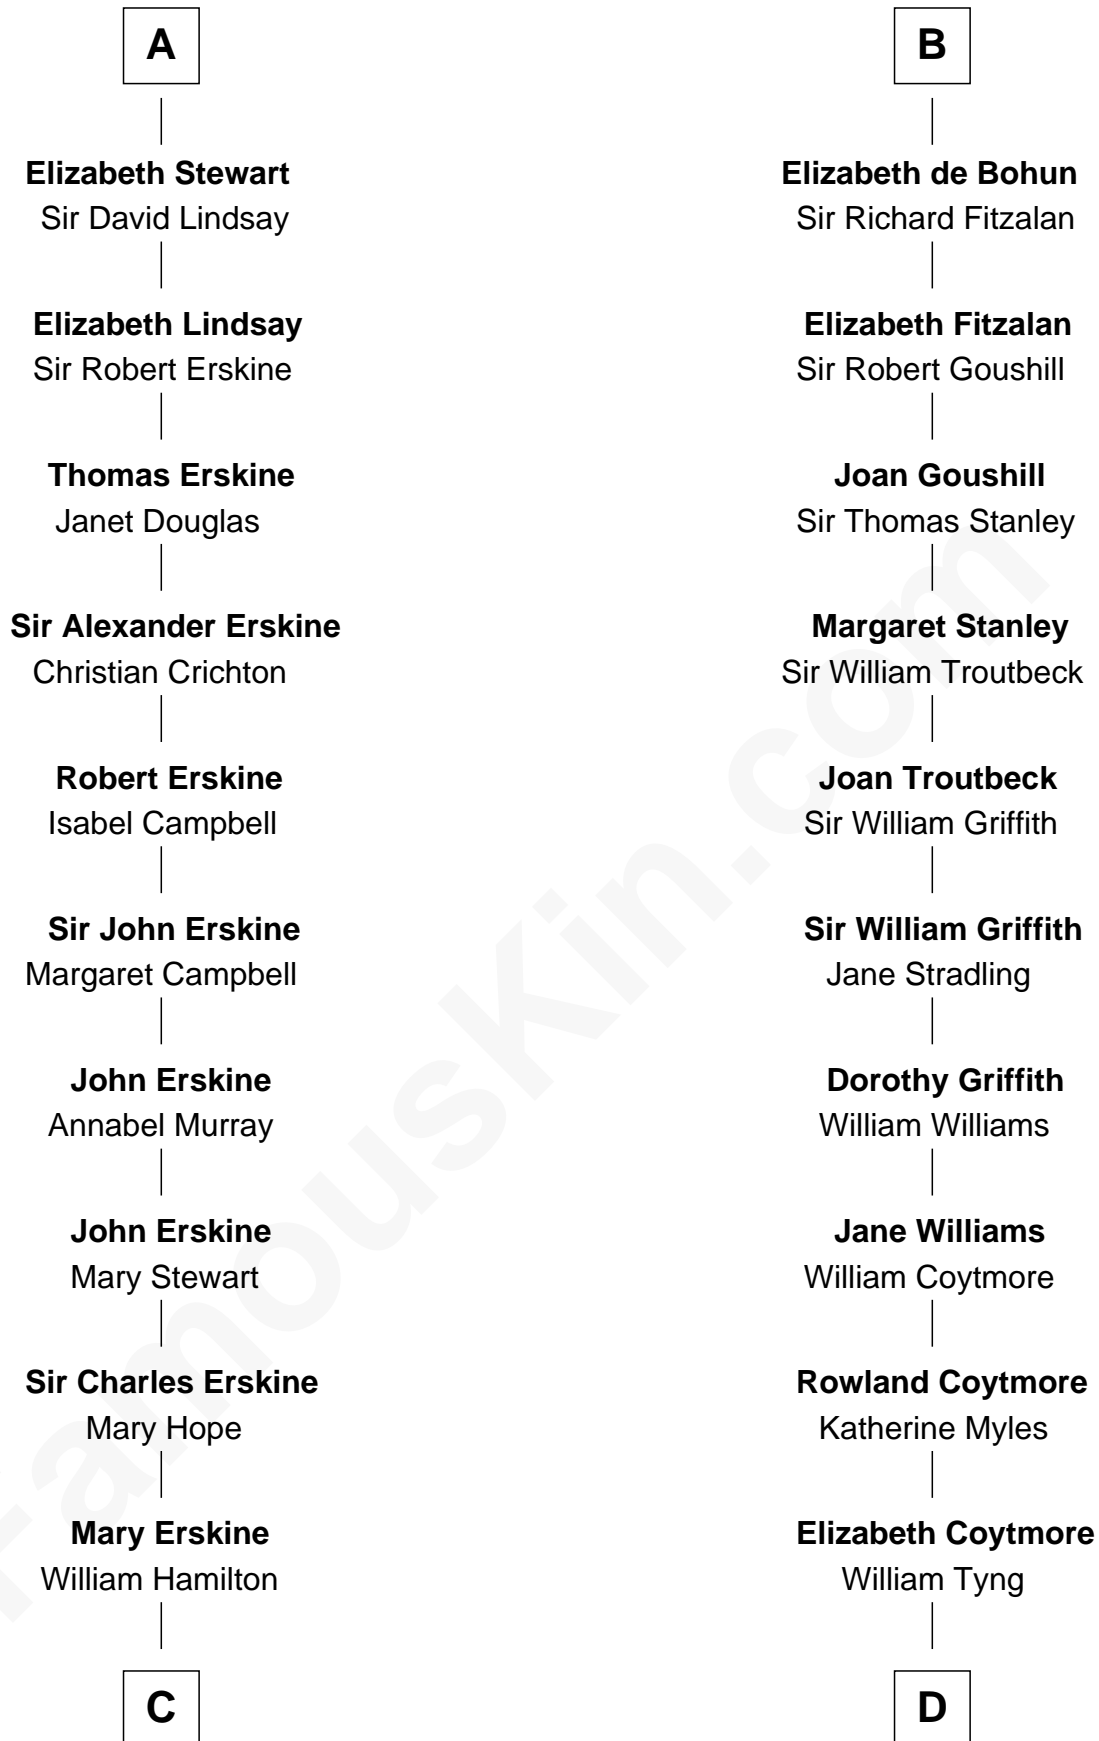 A
Elizabeth Stewart
Sir David Lindsay
Elizabeth Lindsay
Sir Robert Erskine
Thomas Erskine
Janet Douglas
Sir Alexander Erskine
Christian Crichton
Robert Erskine
Isabel Campbell
Sir John Erskine
Margaret Campbell
John Erskine
Annabel Murray
John Erskine
Mary Stewart
Sir Charles Erskine
Mary Hope
Mary Erskine
William Hamilton
C
B
Elizabeth de Bohun
Sir Richard Fitzalan
Elizabeth Fitzalan
Sir Robert Goushill
Joan Goushill
Sir Thomas Stanley
Margaret Stanley
Sir William Troutbeck
Joan Troutbeck
Sir William Griffith
Sir William Griffith
Jane Stradling
Dorothy Griffith
William Williams
Jane Williams
William Coytmore
Rowland Coytmore
Katherine Myles
Elizabeth Coytmore
William Tyng
D
FamousKin.com